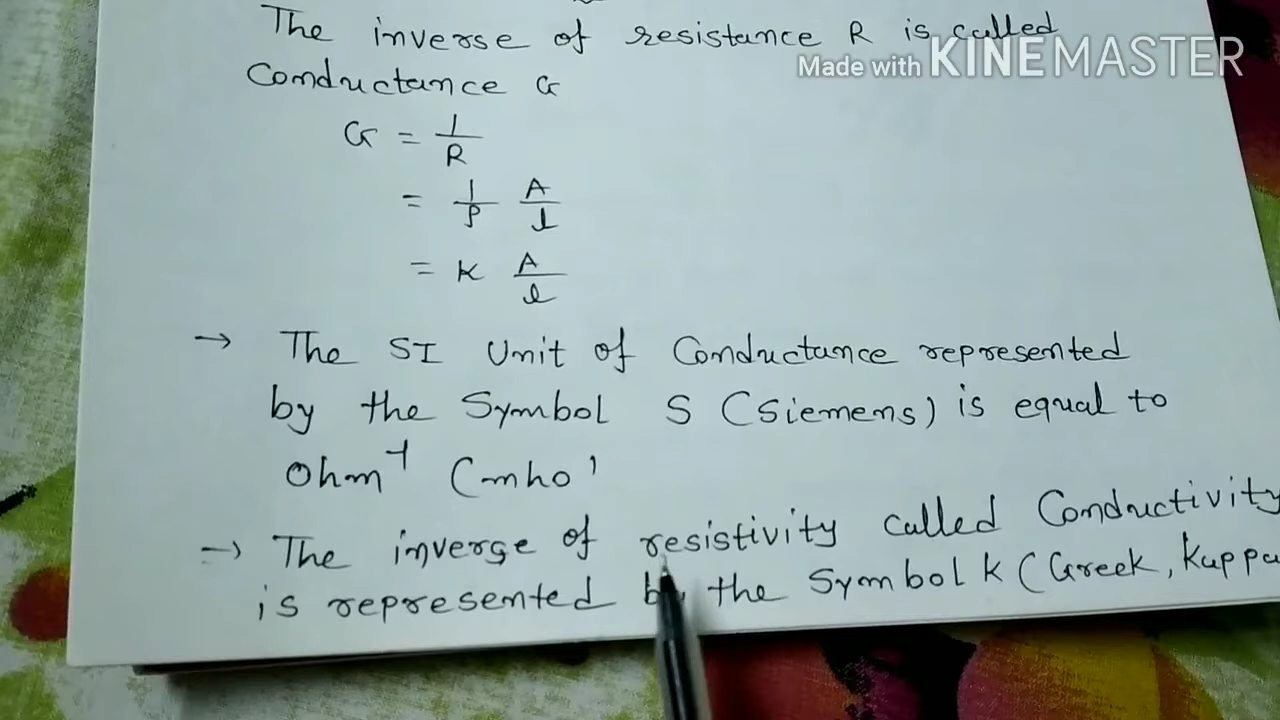 The inverse of resistance R is called
Made with KINEMASTER
Conductance G
G = 1/R
= 1/ρ A/l
= K A/l
→ The SI Unit of Conductance represented
by the Symbol S (Siemens) is equal to
Ohm⁻¹ (mho)
→ The inverse of resistivity called Conductivity
is represented by the Symbol K (Greek, Kappa